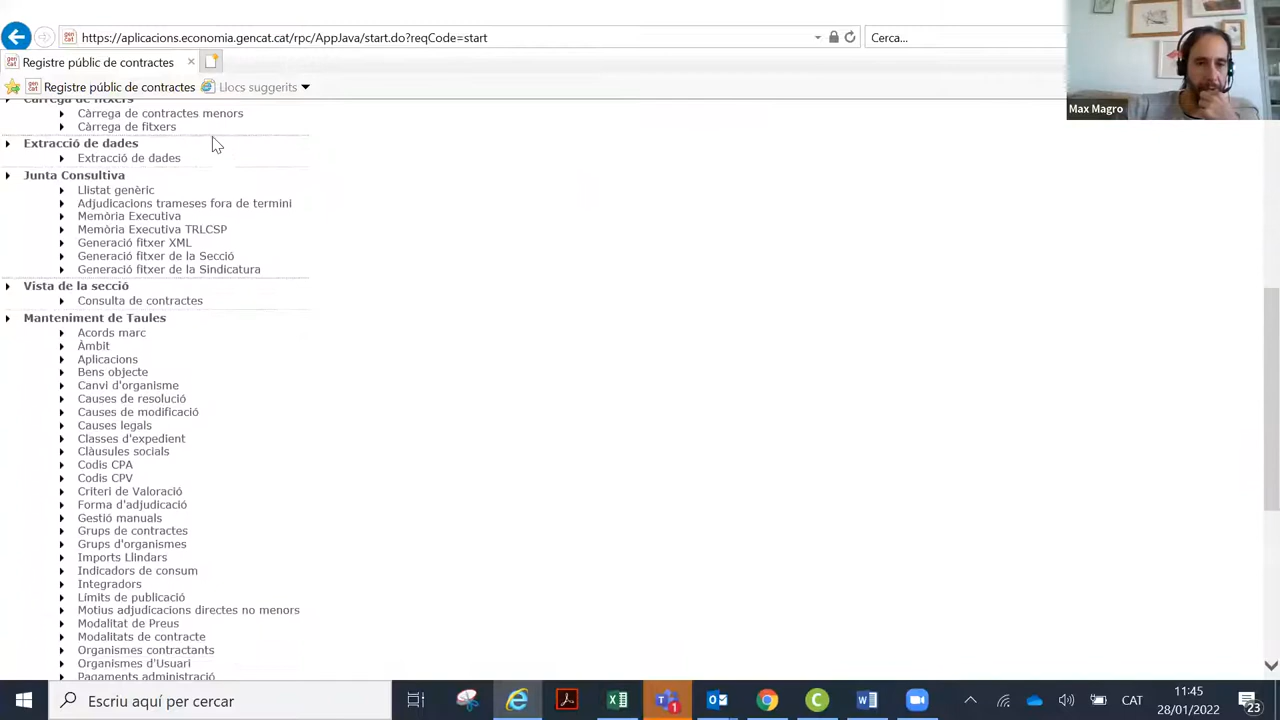 https://aplicacions.economia.gencat.cat/rpc/AppJava/start.do?reqCode=start
Cerca...
Registre públic de contractes
Registre públic de contractes
Llocs suggerits
Max Magro
Càrrega de fitxers
Càrrega de contractes menors
Càrrega de fitxers
Extracció de dades
Extracció de dades
Junta Consultiva
Llistat genèric
Adjudicacions trameses fora de termini
Memòria Executiva
Memòria Executiva TRLCSP
Generació fitxer XML
Generació fitxer de la Secció
Generació fitxer de la Sindicatura
Vista de la secció
Consulta de contractes
Manteniment de Taules
Acords marc
Àmbit
Aplicacions
Bens objecte
Canvi d'organisme
Causes de resolució
Causes de modificació
Causes legals
Classes d'expedient
Clàusules socials
Codis CPA
Codis CPV
Criteri de Valoració
Forma d'adjudicació
Gestió manuals
Grups de contractes
Grups d'organismes
Imports Llindars
Indicadors de consum
Integradors
Límits de publicació
Motius adjudicacions directes no menors
Modalitat de Preus
Modalitats de contracte
Organismes contractants
Organismes d'Usuari
Pagaments administració
Escriu aquí per cercar
1
CAT
11:45
28/01/2022
23